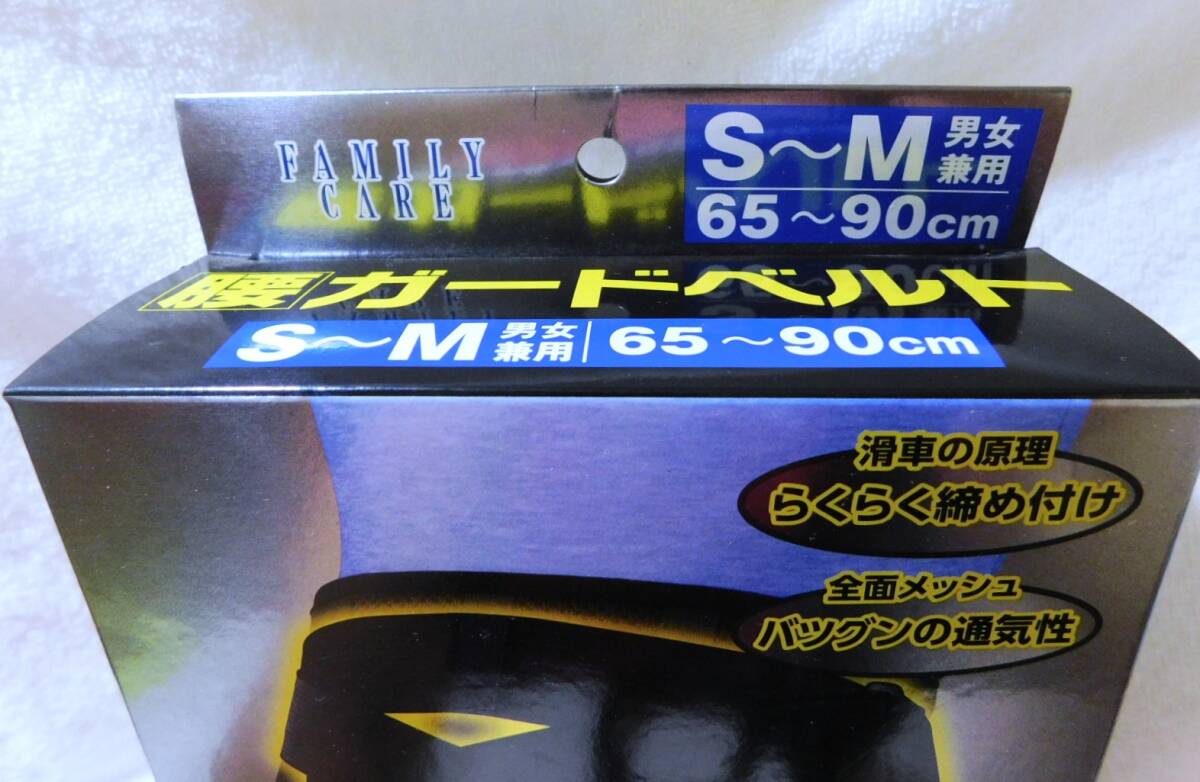 FAMILY
CARE
S～M 男女兼用
65～90cm
腰ガードベルト
S～M 男女兼用 65～90cm
滑車の原理
らくらく締め付け
全面メッシュ
バツグンの通気性